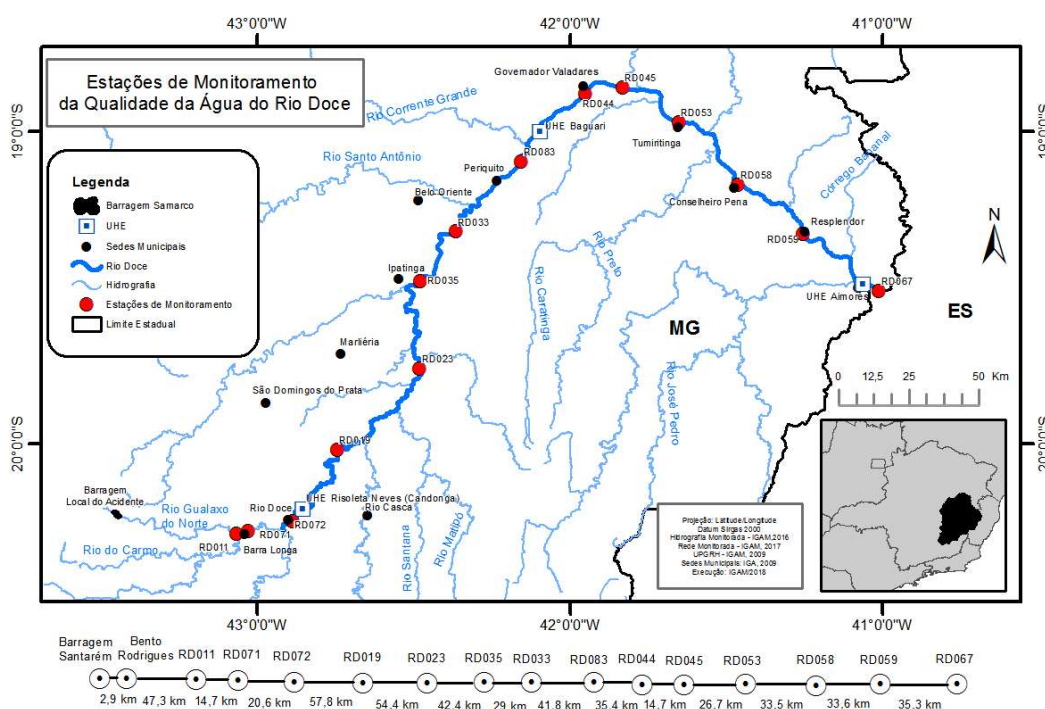 43°0'0"W
42°0'0"W
41°0'0"W
Estações de Monitoramento
da Qualidade da Água do Rio Doce
19°0'0"S
20°0'0"S
Legenda
Barragem Samarco
UHE
Sedes Municipais
Rio Doce
Hidrografia
Estações de Monitoramento
Limite Estadual
Governador Valadares
RD045
RD044
Rio Corrente Grande
UHE Baguari
RD053
Tumiritinga
RD083
Rio Santo Antônio
Periquito
Belo Oriente
RD058
Conselheiro Pena
Córrego Bananal
RD033
Resplendor
RD059
Rio Preto
Ipatinga
RD035
Rio Caratinga
UHE Aimores
RD067
N
MG
ES
Marliéria
RD023
0 12,5 25 50 Km
São Domingos do Prata
Rio José Pedro
RD019
20°0'0"S
UHE Risoleta Neves (Candonga)
Barragem
Local do Acidente
Rio Gualaxo
do Norte
Rio Doce
Rio Casca
RD072
RD071
Rio do Carmo
RD011
Barra Longa
Rio Santana
Rio Matipó
Projeção: Latitude/Longitude
Datum Sirgas 2000
Hidrografia Monitorada - IGAM,2016
Rede Monitorada - IGAM, 2017
UPGRH - IGAM, 2009
Sedes Municipais: IGA, 2009
Execução: IGAM/2018
43°0'0"W
42°0'0"W
41°0'0"W
Barragem
Santarém
Bento
Rodrigues
RD011 RD071 RD072 RD019 RD023 RD035 RD033 RD083 RD044 RD045 RD053 RD058 RD059 RD067
2,9 km 47,3 km 14,7 km 20,6 km 57,8 km 54.4 km 42.4 km 29 km 41.8 km 35.4 km 14.7 km 26.7 km 33.5 km 33,6 km 35.3 km